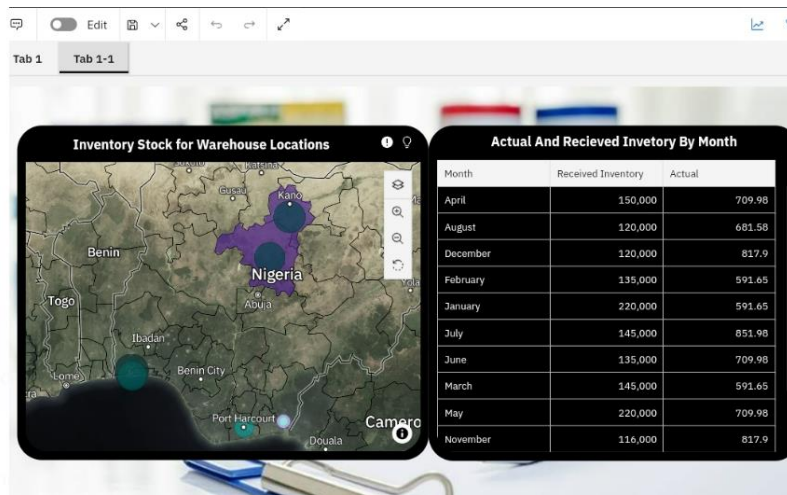 Edit
Tab 1
Tab 1-1
Inventory Stock for Warehouse Locations
Katsina
Gusau
Kano
Benin
Nigeria
Yola
Togo
Abuja
Ibadan
Lome
Benin City
Port Harcourt
Camero
Douala
Actual And Recieved Invetory By Month
Month Received Inventory Actual
April 150,000 709.98
August 120,000 681.58
December 120,000 817.9
February 135,000 591.65
January 220,000 591.65
July 145,000 851.98
June 135,000 709.98
March 145,000 591.65
May 220,000 709.98
November 116,000 817.9